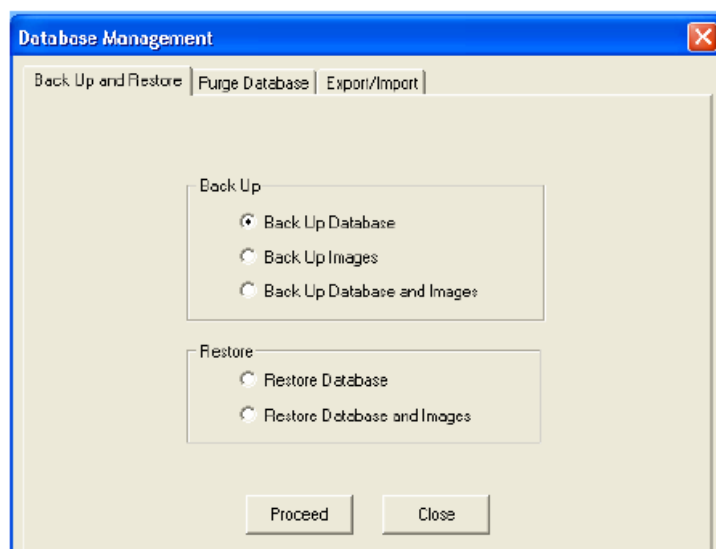 Database Management
Back Up and Restore Purge Database Export/Import
Back Up
Back Up Database
Back Up Images
Back Up Database and Images
Restore
Restore Database
Restore Database and Images
Proceed Close